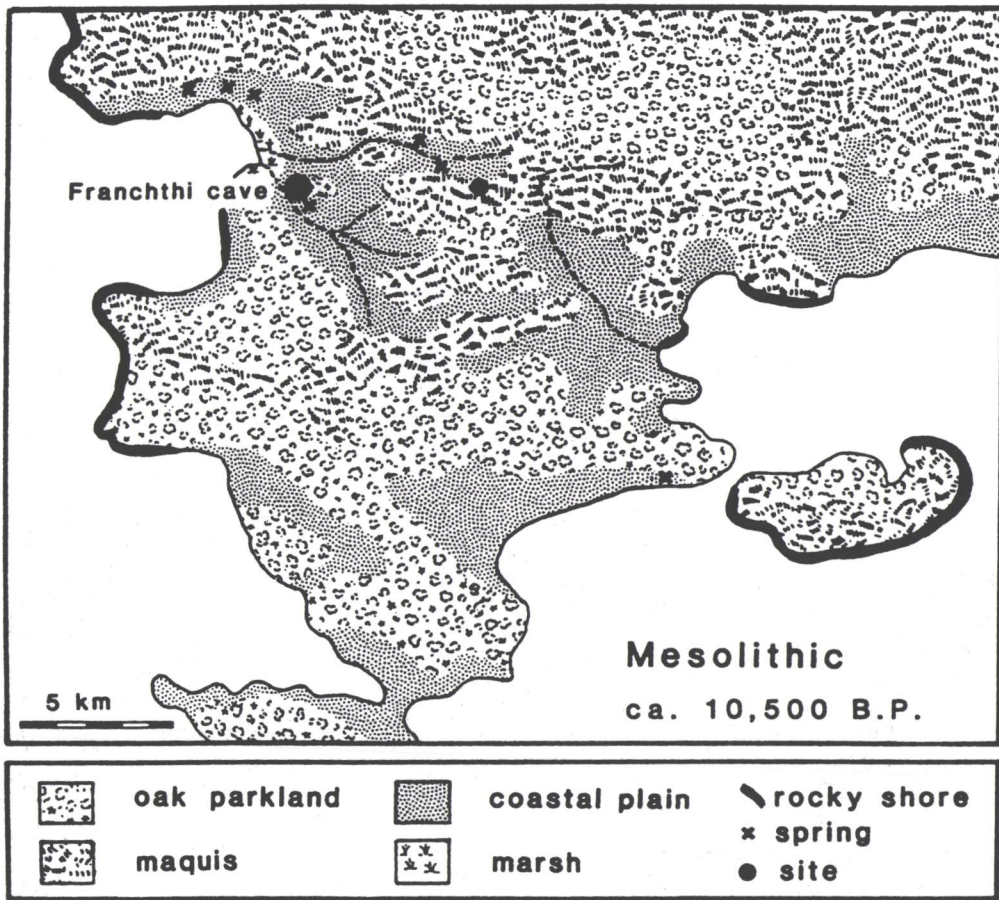 Franchthi cave
Mesolithic
ca. 10,500 B.P.
5 km
oak parkland
coastal plain
rocky shore
spring
maquis
marsh
site